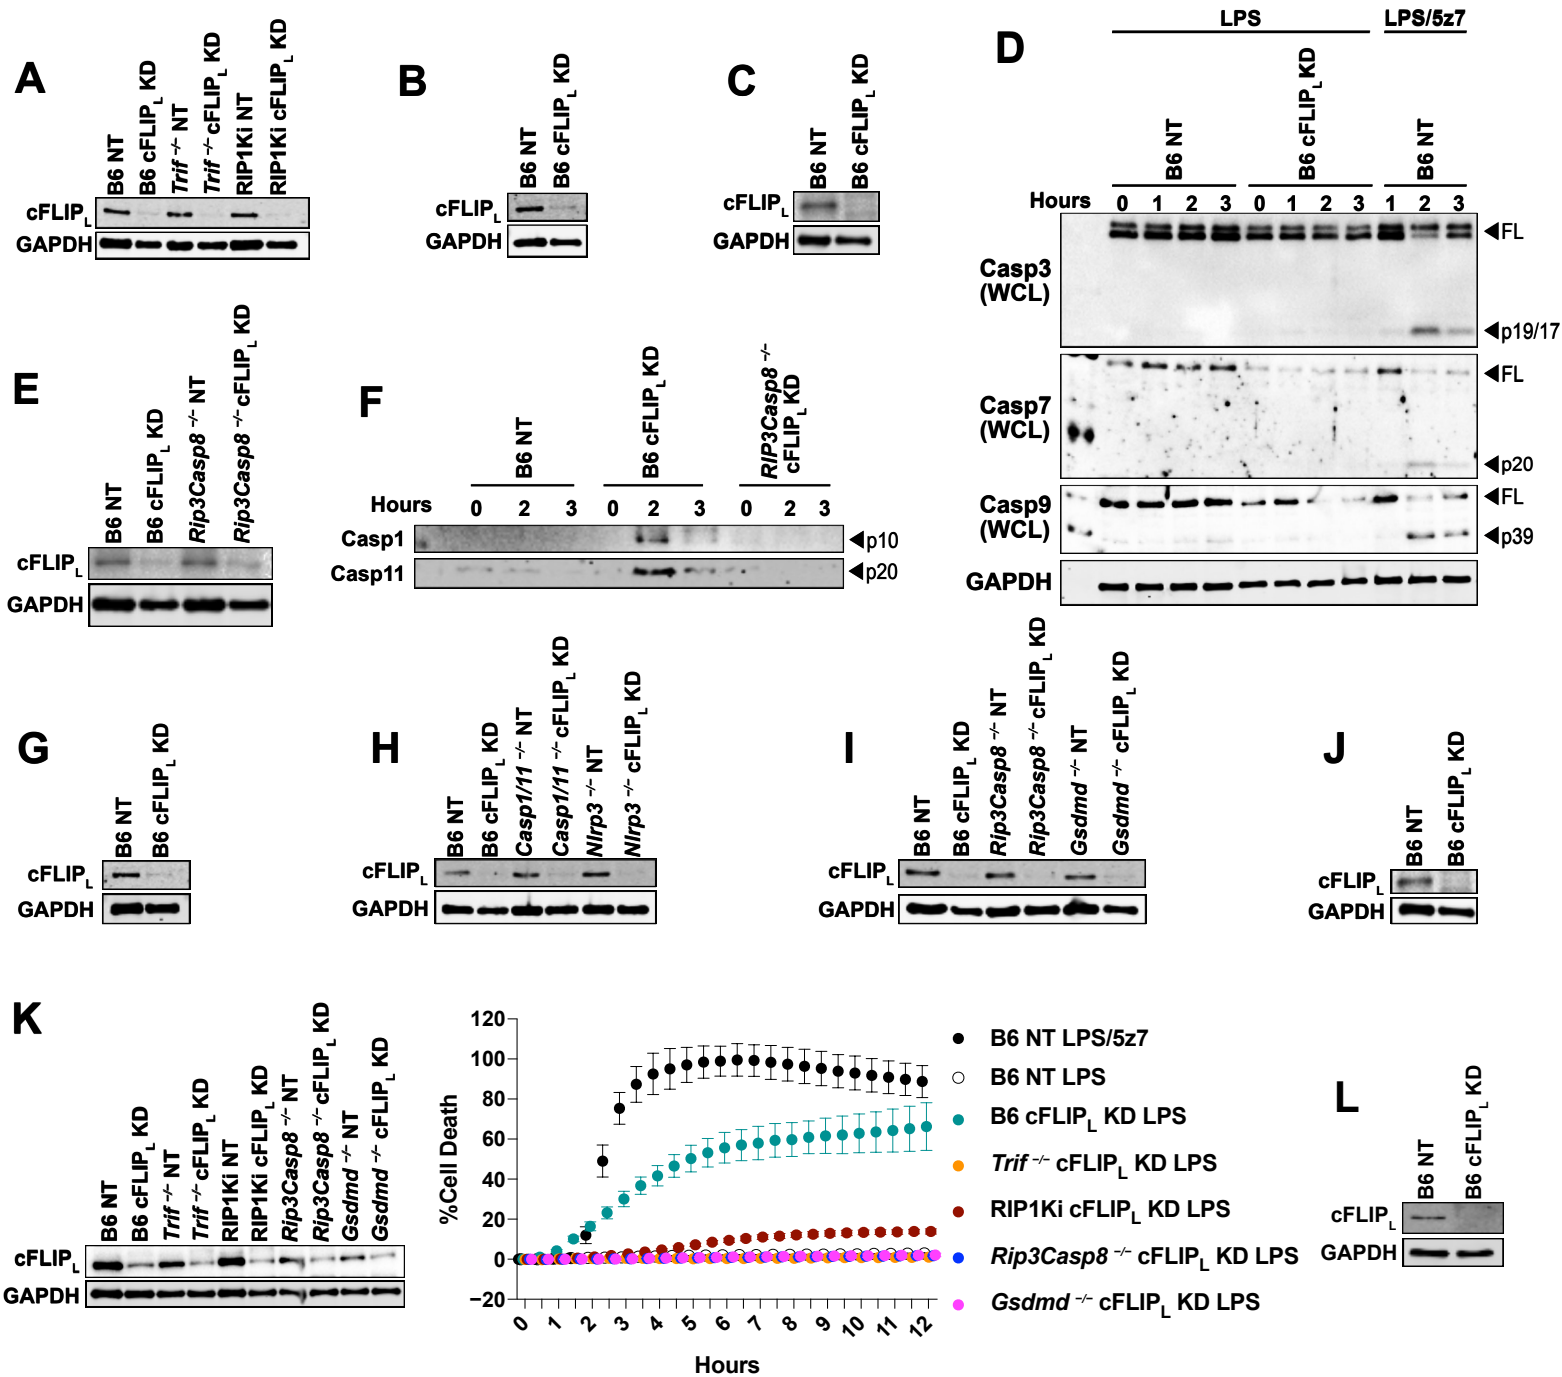 A
B6 NT
B6 cFLIPL KD
Trif –/– NT
Trif –/– cFLIPL KD
RIP1Ki NT
RIP1Ki cFLIPL KD
cFLIPL
GAPDH
B
B6 NT
B6 cFLIPL KD
cFLIPL
GAPDH
C
B6 NT
B6 cFLIPL KD
cFLIPL
GAPDH
D
LPS
LPS/5z7
B6 NT
B6 cFLIPL KD
B6 NT
Hours 0 1 2 3 0 1 2 3 1 2 3
Casp3
(WCL)
FL
p19/17
Casp7
(WCL)
FL
p20
Casp9
(WCL)
FL
p39
GAPDH
E
B6 NT
B6 cFLIPL KD
Rip3Casp8 –/– NT
Rip3Casp8 –/– cFLIPL KD
cFLIPL
GAPDH
F
B6 NT
B6 cFLIPL KD
RIP3Casp8 –/–
cFLIPL KD
Hours 0 2 3 0 2 3 0 2 3
Casp1
p10
Casp11
p20
G
B6 NT
B6 cFLIPL KD
cFLIPL
GAPDH
H
B6 NT
B6 cFLIPL KD
Casp1/11 –/– NT
Casp1/11 –/– cFLIPL KD
Nlrp3 –/– NT
Nlrp3 –/– cFLIPL KD
cFLIPL
GAPDH
I
B6 NT
B6 cFLIPL KD
Rip3Casp8 –/– NT
Rip3Casp8 –/– cFLIPL KD
Gsdmd –/– NT
Gsdmd –/– cFLIPL KD
cFLIPL
GAPDH
J
B6 NT
B6 cFLIPL KD
cFLIPL
GAPDH
K
B6 NT
B6 cFLIPL KD
Trif –/– NT
Trif –/– cFLIPL KD
RIP1Ki NT
RIP1Ki cFLIPL KD
Rip3Casp8 –/– NT
Rip3Casp8 –/– cFLIPL KD
Gsdmd –/– NT
Gsdmd –/– cFLIPL KD
cFLIPL
GAPDH
%Cell Death
120
100
80
60
40
20
0
−20
0 1 2 3 4 5 6 7 8 9 10 11 12
Hours
B6 NT LPS/5z7
B6 NT LPS
B6 cFLIPL KD LPS
Trif –/– cFLIPL KD LPS
RIP1Ki cFLIPL KD LPS
Rip3Casp8 –/– cFLIPL KD LPS
Gsdmd –/– cFLIPL KD LPS
L
B6 NT
B6 cFLIPL KD
cFLIPL
GAPDH